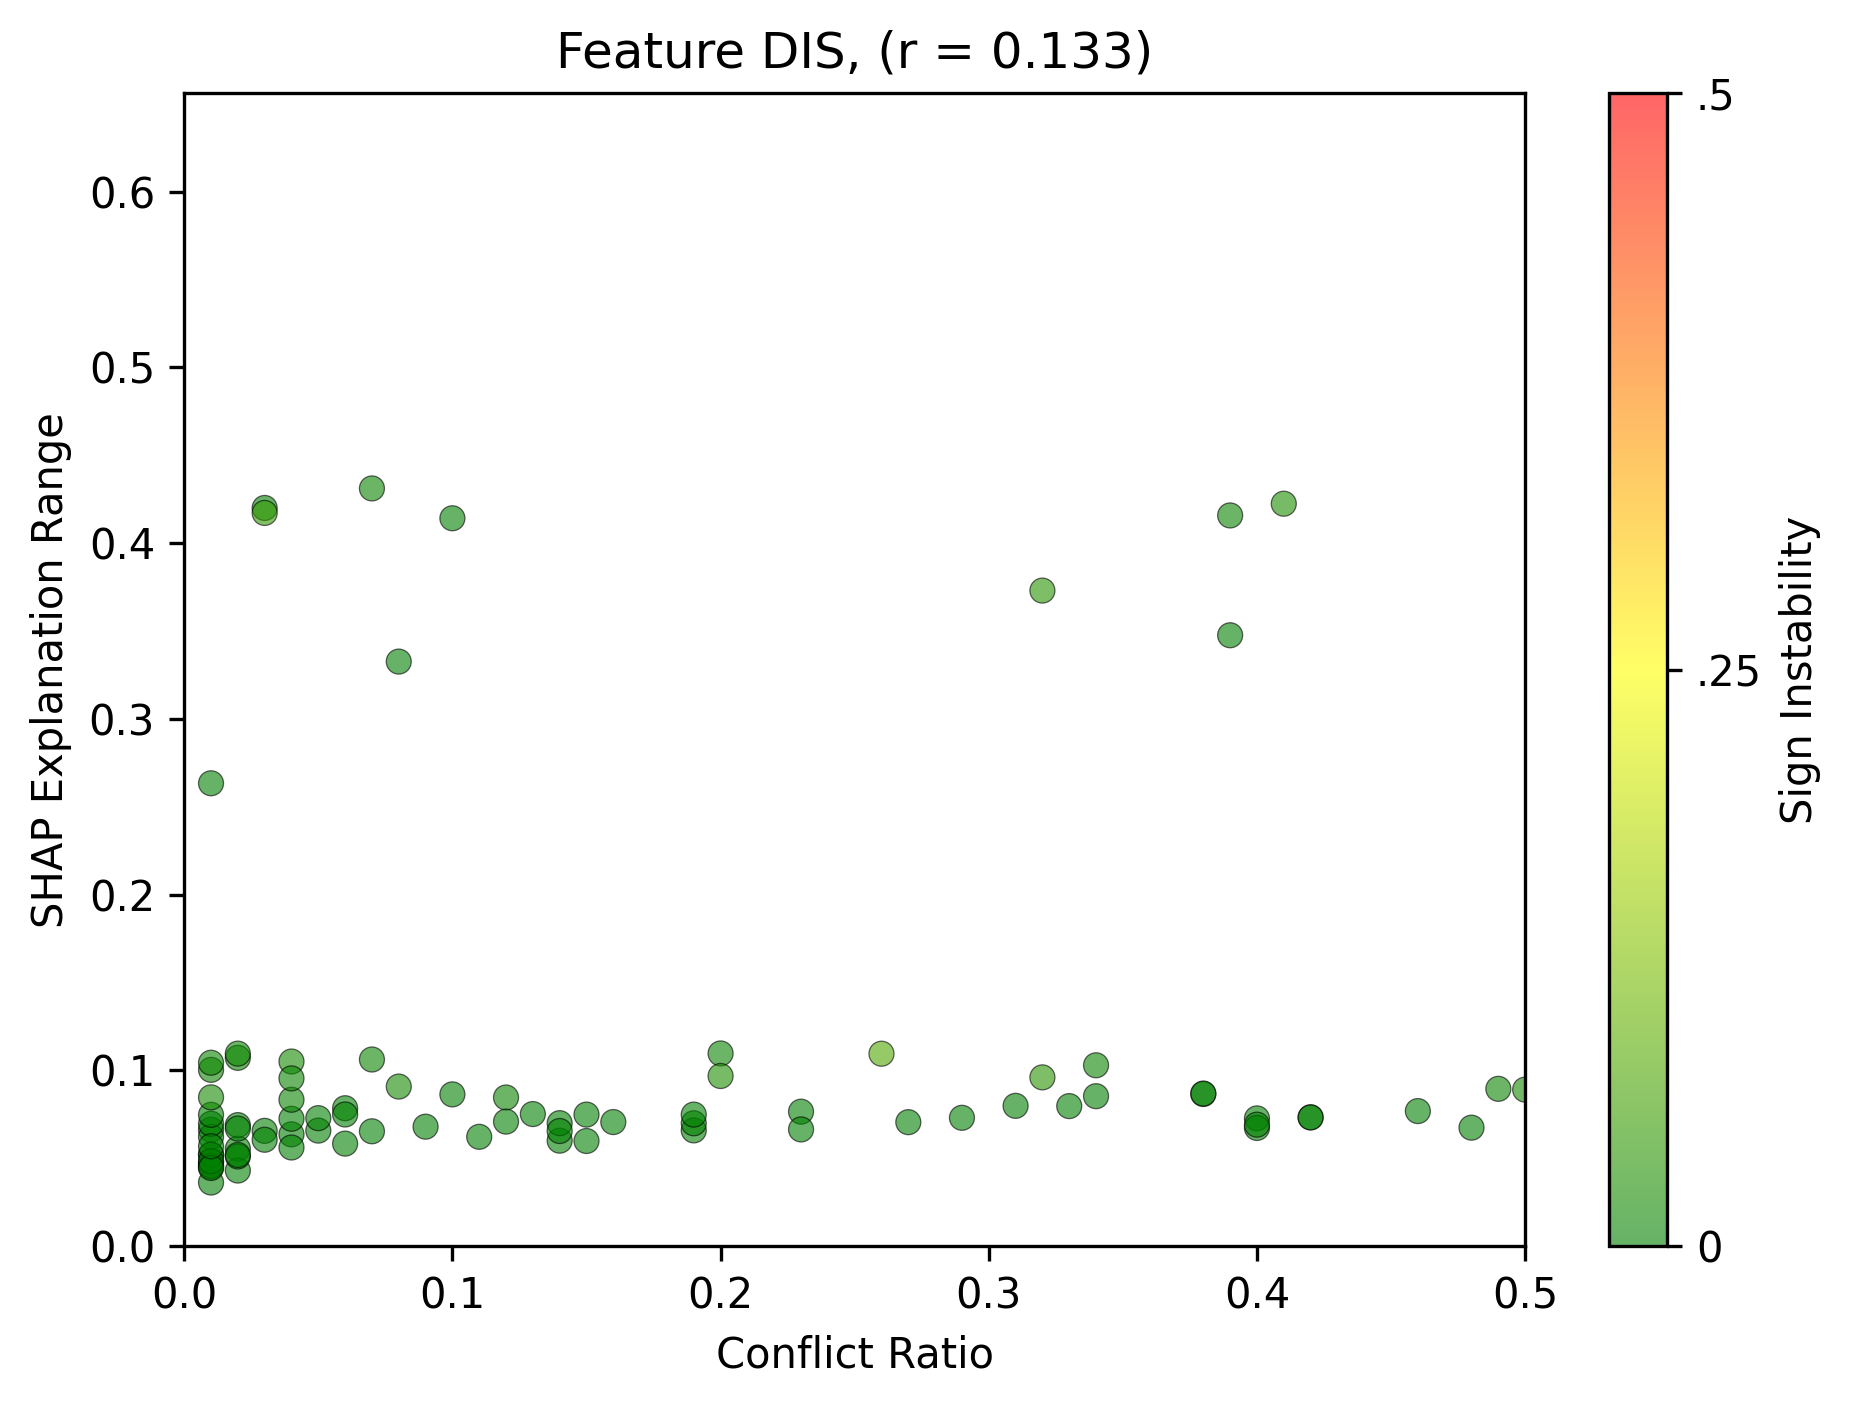 Feature DIS, (r = 0.133)
SHAP Explanation Range
0.6
0.5
0.4
0.3
0.2
0.1
0.0
0.0 0.1 0.2 0.3 0.4 0.5
Conflict Ratio
.5
.25
0
Sign Instability